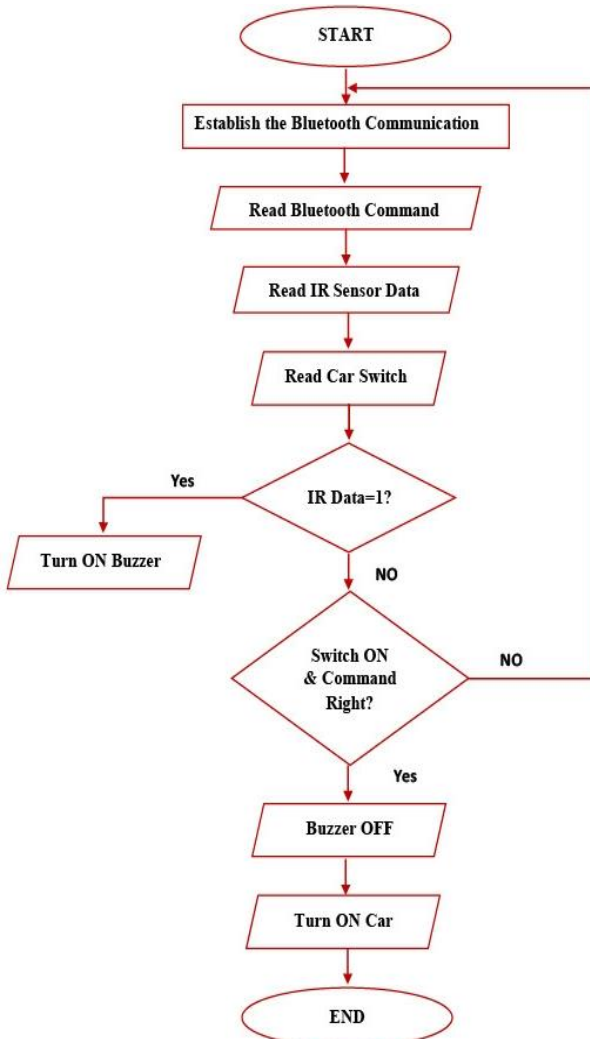 START
Establish the Bluetooth Communication
Read Bluetooth Command
Read IR Sensor Data
Read Car Switch
Yes
IR Data=1?
Turn ON Buzzer
NO
Switch ON
& Command
Right?
NO
Yes
Buzzer OFF
Turn ON Car
END